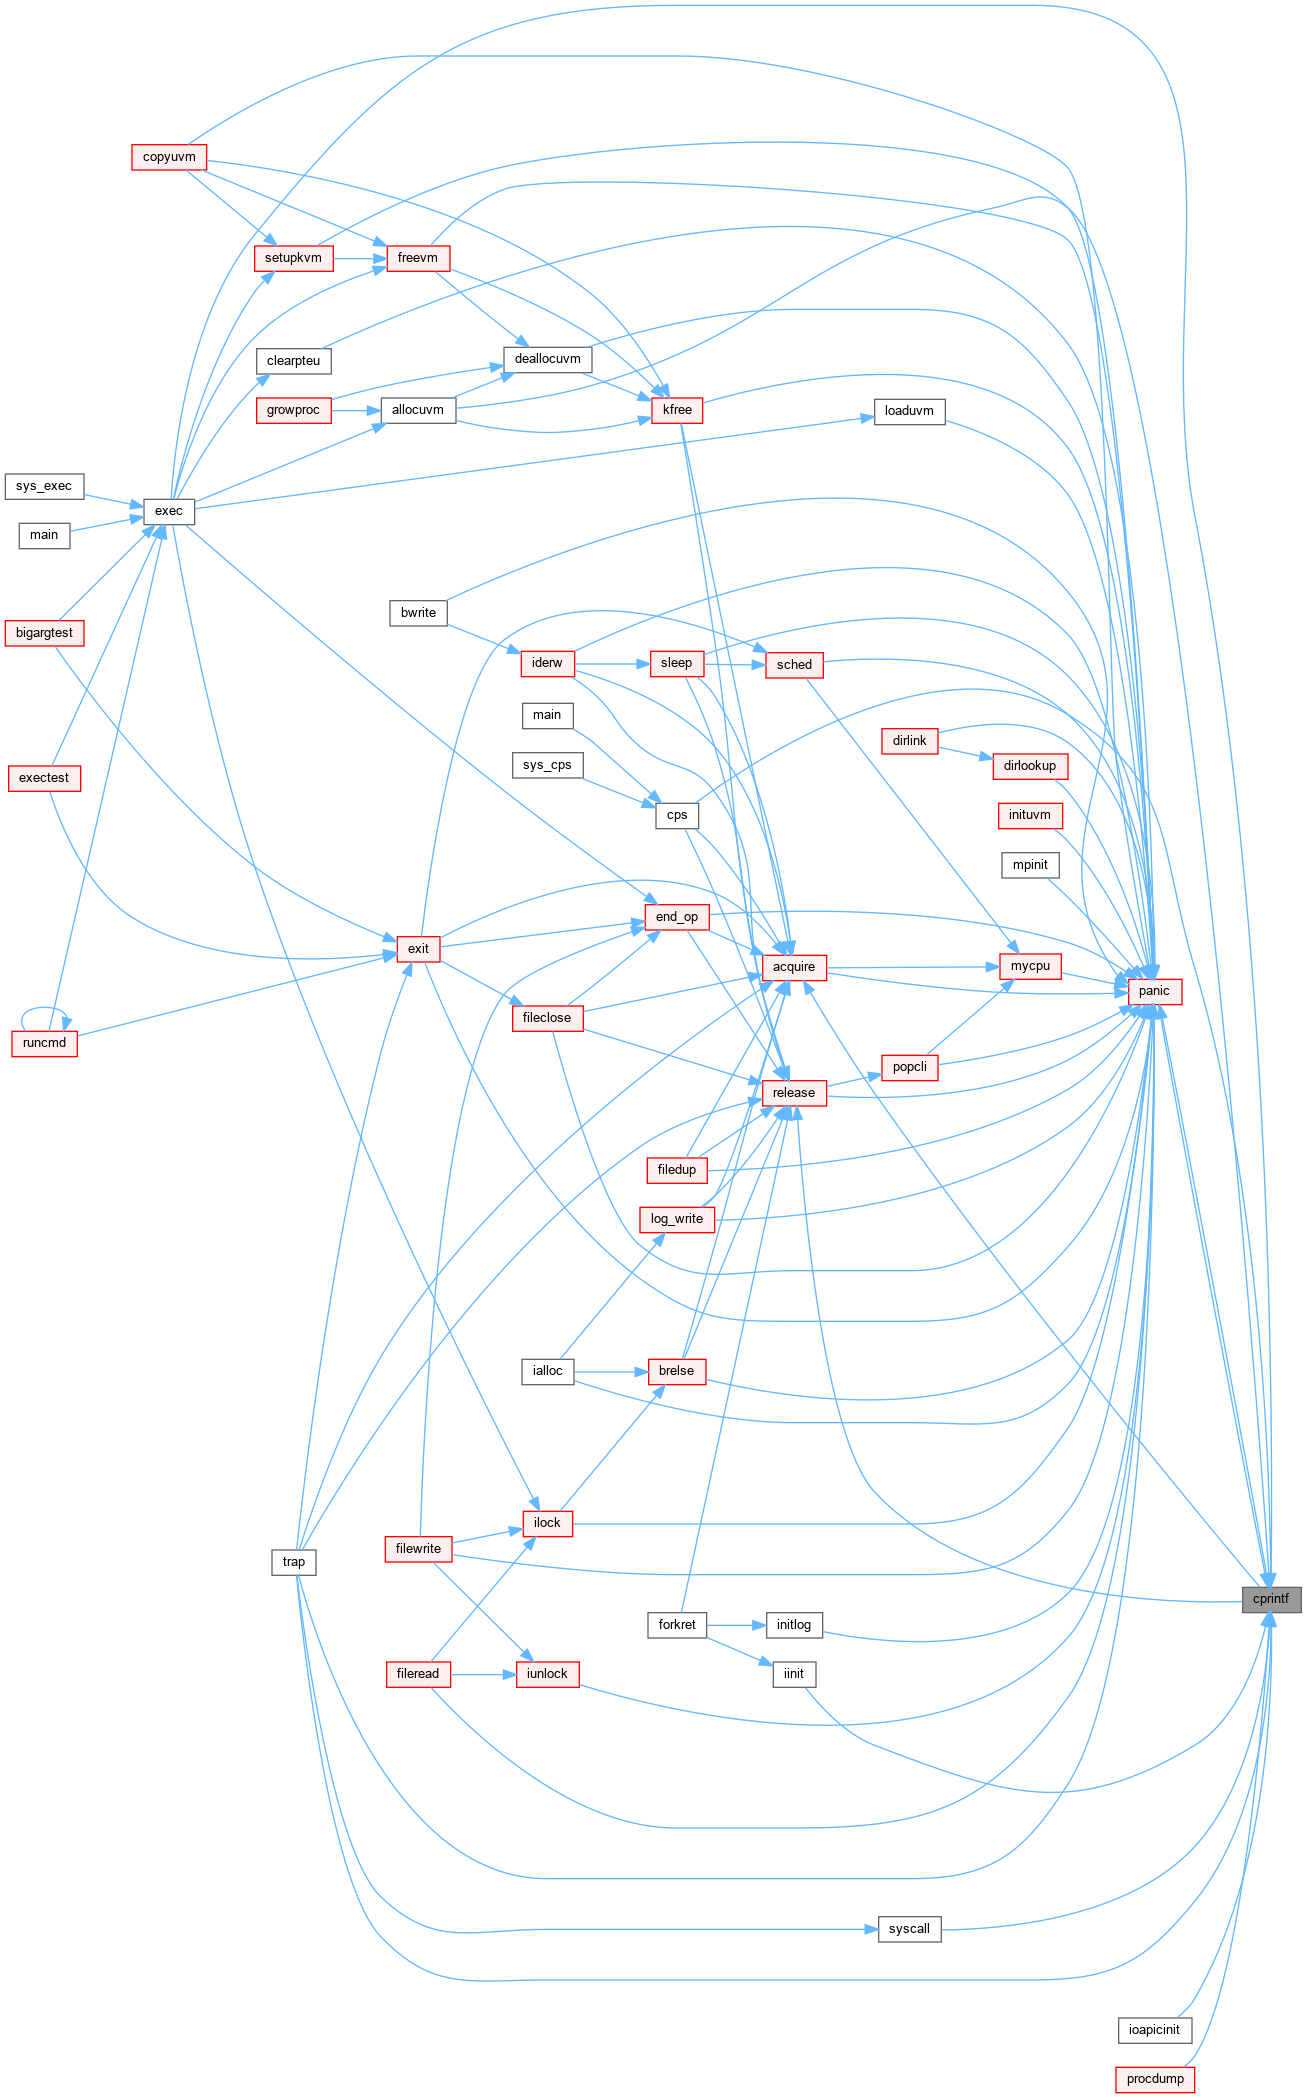 copyuvm
setupkvm
freevm
clearpteu
deallocuvm
growproc
allocuvm
kfree
loaduvm
sys_exec
exec
main
bwrite
bigargtest
iderw
sleep
sched
main
dirlink
sys_cps
dirlookup
exectest
cps
inituvm
mpinit
end_op
exit
acquire
mycpu
panic
fileclose
runcmd
popcli
release
filedup
log_write
ialloc
brelse
ilock
filewrite
trap
cprintf
forkret
initlog
fileread
iunlock
iinit
syscall
ioapicinit
procdump